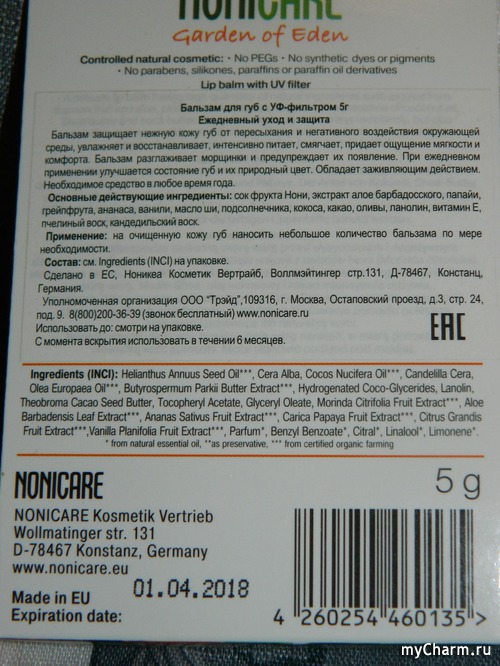 NONICARE
Garden of Eden
Controlled natural cosmetic: · No PEGs · No synthetic dyes or pigments
· No parabens, silikones, paraffins or paraffin oil derivatives
Lip balm with UV filter
Бальзам для губ с УФ-фильтром 5г
Ежедневный уход и защита
Бальзам защищает нежную кожу губ от пересыхания и негативного воздействия окружающей
среды, увлажняет и восстанавливает, интенсивно питает, смягчает, придает ощущение мягкости и
комфорта. Бальзам разглаживает морщинки и предупреждает их появление. При ежедневном
применении улучшается состояние губ и их природный цвет. Обладает заживляющим действием.
Необходимое средство в любое время года.
Основные действующие ингредиенты: сок фрукта Нони, экстракт алое барбадосского, папайи,
грейпфрута, ананаса, ванили, масло ши, подсолнечника, кокоса, какао, оливы, ланолин, витамин Е,
пчелиный воск, кандедильский воск.
Применение: на очищенную кожу губ наносить небольшое количество бальзама по мере
необходимости.
Состав: см. Ingredients (INCI) на упаковке.
Сделано в ЕС,Ноникеа Косметик Вертрайб, Воллмэйтингер стр.131, Д-78467, Констанц,
Германия.
Уполномоченная организация ООО "Трэйд",109316, г. Москва, Остаповский проезд, д.3, стр. 24,
под. 9. 8(800)200-36-39 (звонок бесплатный) www.nonicare.ru
Использовать до: смотри на упаковке.
С момента вскрытия использовать в течении 6 месяцев.
EAC
Ingredients (INCI): Helianthus Annuus Seed Oil***, Cera Alba, Cocos Nucifera Oil***, Candelilla Cera,
Olea Europaea Oil***, Butyrospermum Parkii Butter Extract***, Hydrogenated Coco-Glycerides, Lanolin,
Theobroma Cacao Seed Butter, Tocopheryl Acetate, Glyceryl Oleate, Morinda Citrifolia Fruit Extract***, Aloe
Barbadensis Leaf Extract***, Ananas Sativus Fruit Extract***, Carica Papaya Fruit Extract***, Citrus Grandis
Fruit Extract***,Vanilla Planifolia Fruit Extract***, Parfum*, Benzyl Benzoate*, Citral*, Linalool*, Limonene*.
* from natural essential oil, **as preservative, *** from certified organic farming
NONICARE
5 g
NONICARE Kosmetik Vertrieb
Wollmatinger str. 131
D-78467 Konstanz, Germany
www.nonicare.eu
01.04.2018
Made in EU
Expiration date:
4 260254 460135 >
myCharm.ru